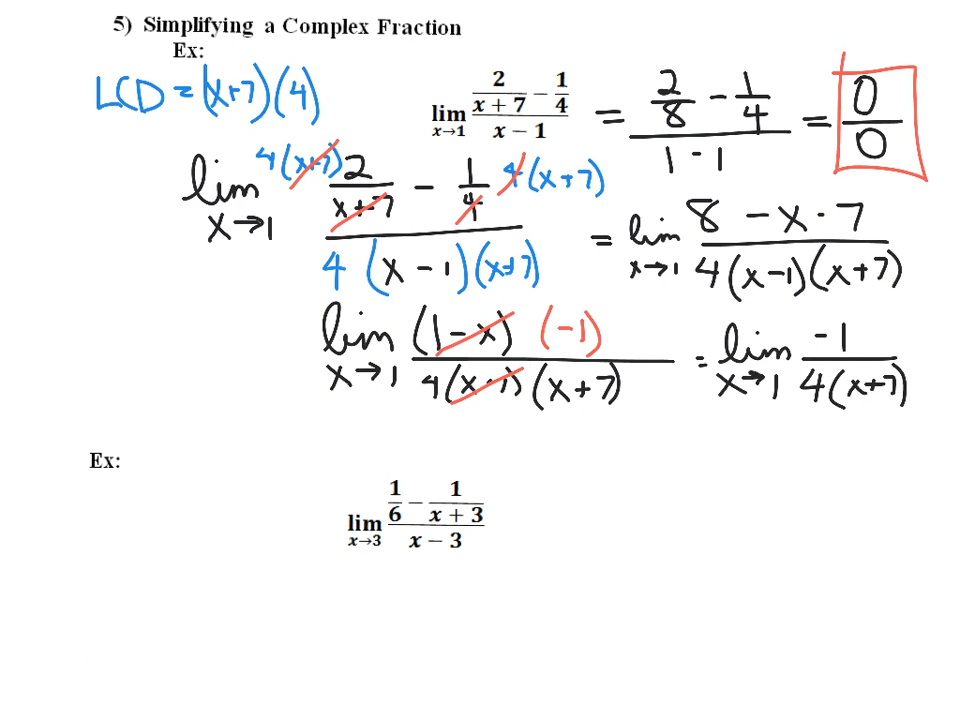 5) Simplifying a Complex Fraction
Ex:
LCD = (x+7)(4)
lim x→1 (2/(x + 7) − 1/4)/(x − 1) = (2/8 − 1/4)/(1 - 1) = 0/0
lim x→1 (4(x+7) 2/(x+7) − 1/4 4(x+7))/(4(x − 1)(x+7)) = lim x→1 (8 − x - 7)/(4(x−1)(x+7))
lim x→1 ((1−x)(−1))/(4(x-1)(x+7)) = lim x→1 −1/(4(x+7))
Ex:
lim x→3 (1/6 − 1/(x + 3))/(x − 3)